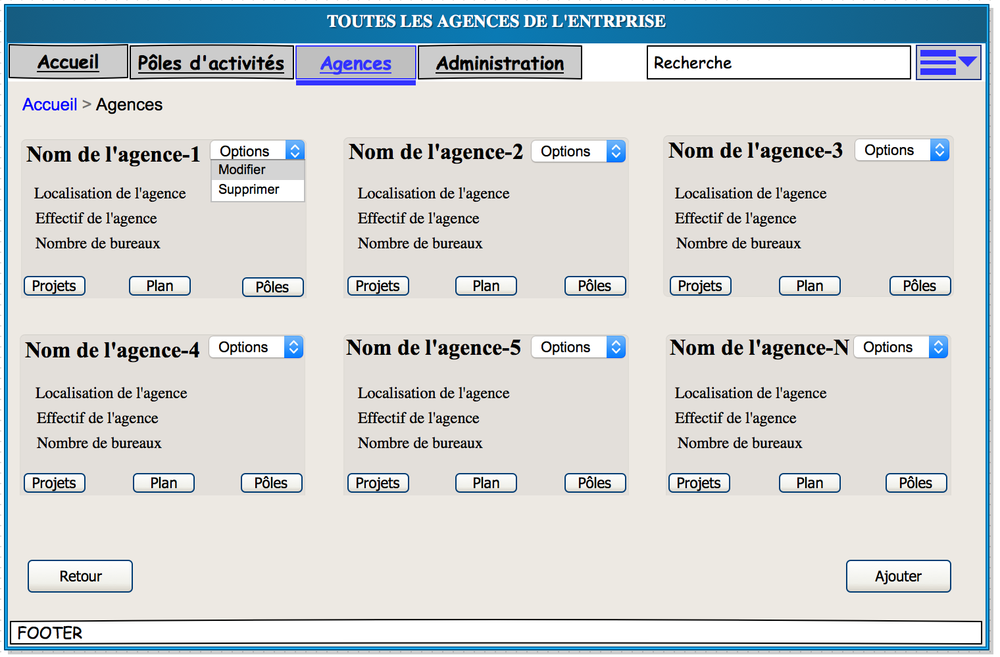 TOUTES LES AGENCES DE L'ENTRPRISE
Accueil Pôles d'activités Agences Administration Recherche
Accueil > Agences
Nom de l'agence-1 Options
Modifier
Supprimer
Localisation de l'agence
Effectif de l'agence
Nombre de bureaux
Projets Plan Pôles
Nom de l'agence-2 Options
Localisation de l'agence
Effectif de l'agence
Nombre de bureaux
Projets Plan Pôles
Nom de l'agence-3 Options
Localisation de l'agence
Effectif de l'agence
Nombre de bureaux
Projets Plan Pôles
Nom de l'agence-4 Options
Localisation de l'agence
Effectif de l'agence
Nombre de bureaux
Projets Plan Pôles
Nom de l'agence-5 Options
Localisation de l'agence
Effectif de l'agence
Nombre de bureaux
Projets Plan Pôles
Nom de l'agence-N Options
Localisation de l'agence
Effectif de l'agence
Nombre de bureaux
Projets Plan Pôles
Retour Ajouter
FOOTER